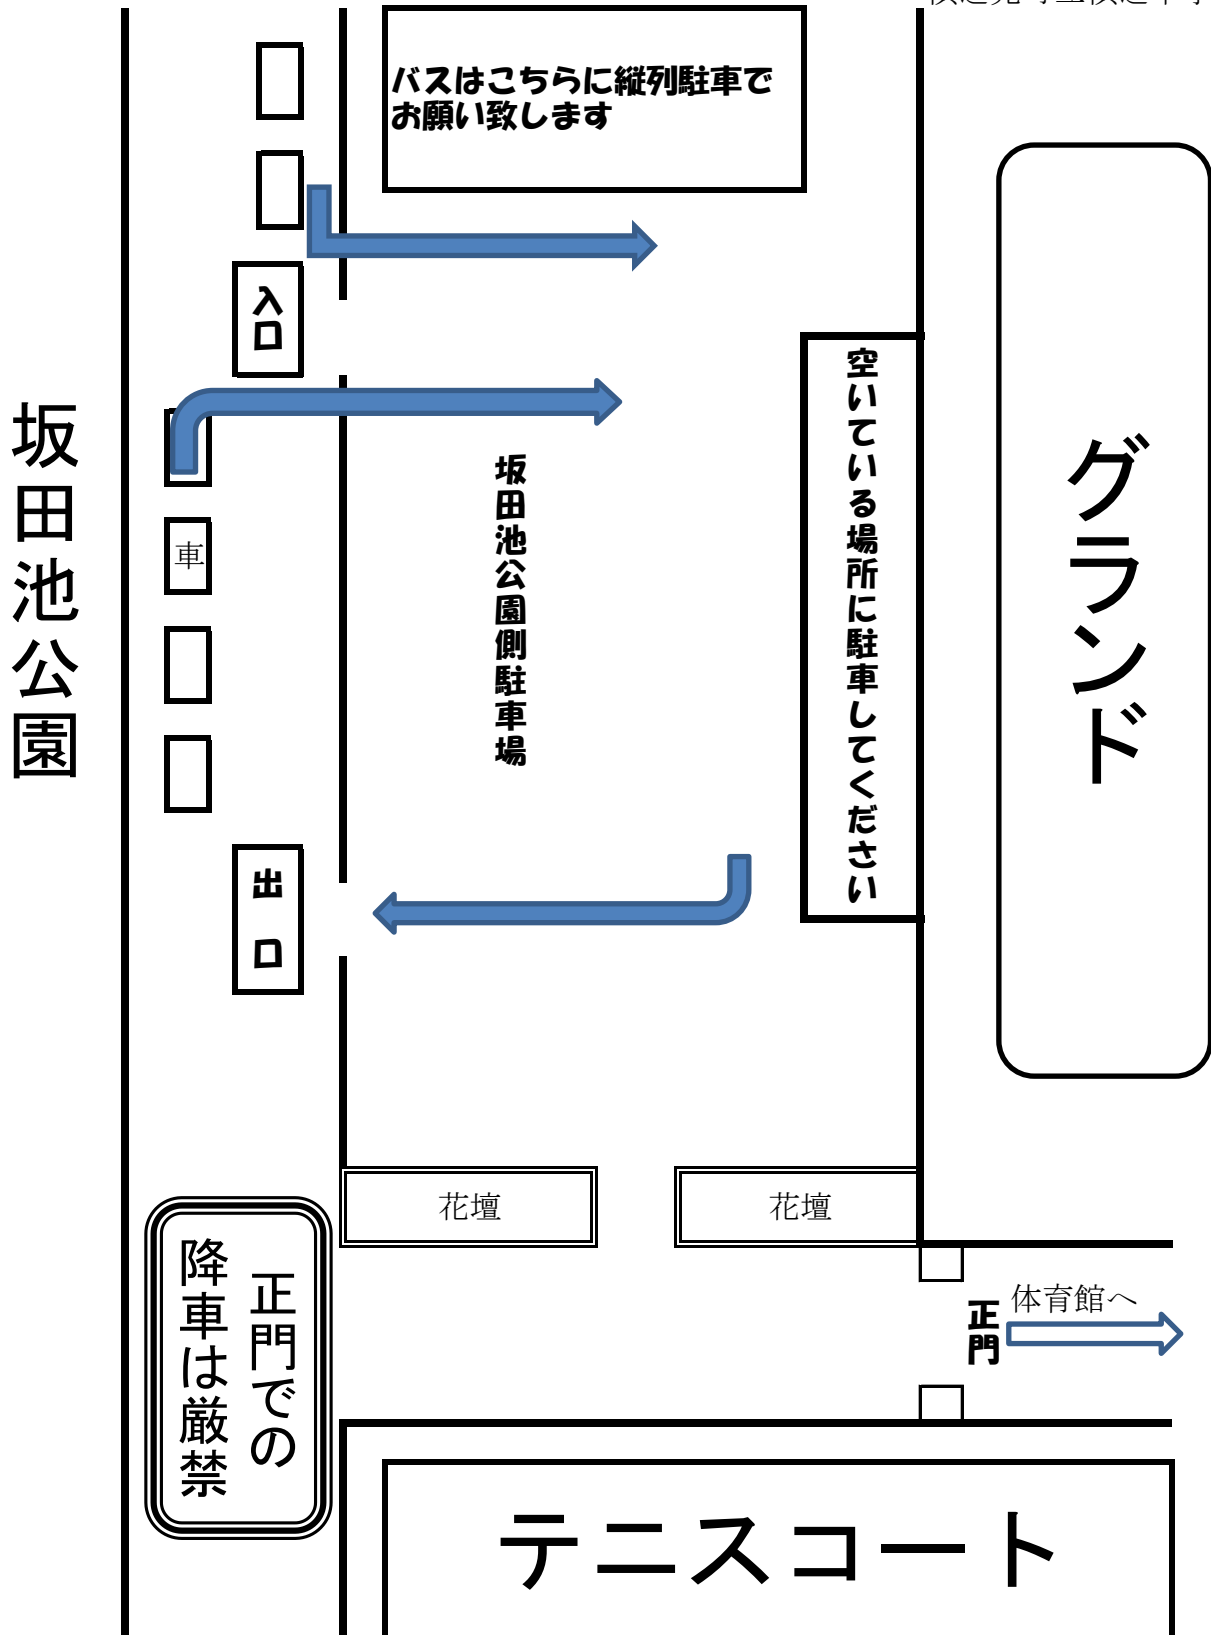 バスはこちらに縦列駐車で
お願い致します
入口
空いている場所に駐車してください
グランド
坂田池公園
坂田池公園側駐車場
車
出口
花壇
花壇
正門での
降車は厳禁
体育館へ
正門
テニスコート